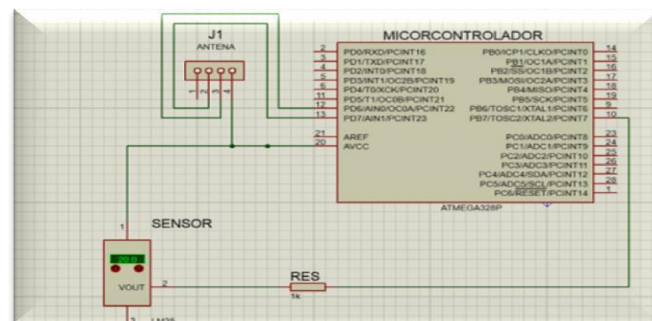 J1
ANTENA
1
2
3
4
MICORCONTROLADOR
2 PD0/RXD/PCINT16 PB0/ICP1/CLKO/PCINT0 14
3 PD1/TXD/PCINT17 PB1/OC1A/PCINT1 15
4 PD2/INT0/PCINT18 PB2/SS/OC1B/PCINT2 16
5 PD3/INT1/OC2B/PCINT19 PB3/MOSI/OC2A/PCINT3 17
6 PD4/T0/XCK/PCINT20 PB4/MISO/PCINT4 18
11 PD5/T1/OC0B/PCINT21 PB5/SCK/PCINT5 19
12 PD6/AIN0/OC0A/PCINT22 PB6/TOSC1/XTAL1/PCINT6 9
13 PD7/AIN1/PCINT23 PB7/TOSC2/XTAL2/PCINT7 10
21 AREF PC0/ADC0/PCINT8 23
20 AVCC PC1/ADC1/PCINT9 24
PC2/ADC2/PCINT10 25
PC3/ADC3/PCINT11 26
PC4/ADC4/SDA/PCINT12 27
PC5/ADC5/SCL/PCINT13 28
PC6/RESET/PCINT14 1
ATMEGA328P
1
SENSOR
VOUT 2
3
RES
1k